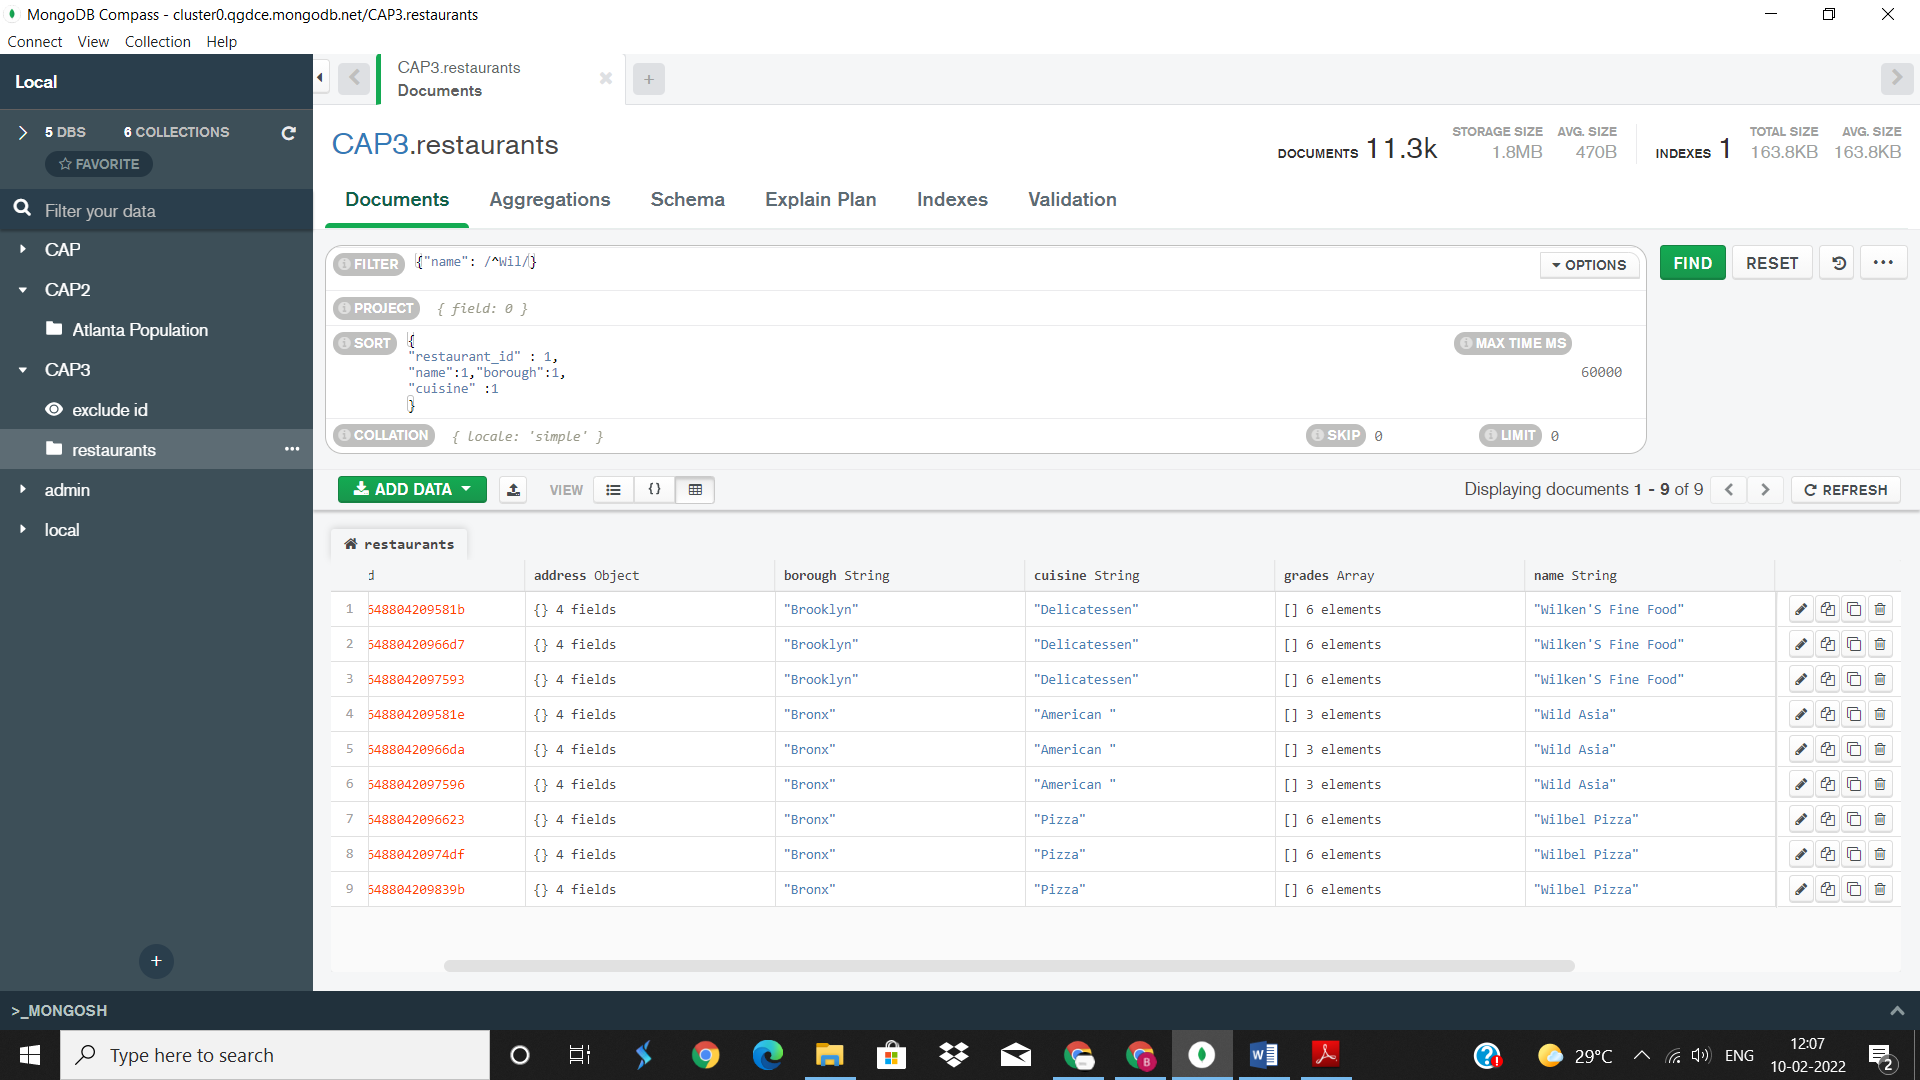 MongoDB Compass - cluster0.qgdce.mongodb.net/CAP3.restaurants
Connect View Collection Help
Local
5 DBS 6 COLLECTIONS
FAVORITE
Filter your data
CAP
CAP2
Atlanta Population
CAP3
exclude id
restaurants
admin
local
CAP3.restaurants
Documents
CAP3.restaurants
DOCUMENTS 11.3k STORAGE SIZE 1.8MB AVG. SIZE 470B INDEXES 1 TOTAL SIZE 163.8KB AVG. SIZE 163.8KB
Documents Aggregations Schema Explain Plan Indexes Validation
FILTER {"name": /^Wil/} OPTIONS FIND RESET
PROJECT { field: 0 }
SORT {
"restaurant_id" : 1,
"name":1,"borough":1,
"cuisine" :1
}
MAX TIME MS 60000
COLLATION { locale: 'simple' } SKIP 0 LIMIT 0
ADD DATA VIEW {} Displaying documents 1 - 9 of 9 REFRESH
restaurants
d address Object borough String cuisine String grades Array name String
1 648804209581b {} 4 fields "Brooklyn" "Delicatessen" [] 6 elements "Wilken'S Fine Food"
2 64880420966d7 {} 4 fields "Brooklyn" "Delicatessen" [] 6 elements "Wilken'S Fine Food"
3 6488042097593 {} 4 fields "Brooklyn" "Delicatessen" [] 6 elements "Wilken'S Fine Food"
4 648804209581e {} 4 fields "Bronx" "American " [] 3 elements "Wild Asia"
5 64880420966da {} 4 fields "Bronx" "American " [] 3 elements "Wild Asia"
6 6488042097596 {} 4 fields "Bronx" "American " [] 3 elements "Wild Asia"
7 6488042096623 {} 4 fields "Bronx" "Pizza" [] 6 elements "Wilbel Pizza"
8 64880420974df {} 4 fields "Bronx" "Pizza" [] 6 elements "Wilbel Pizza"
9 648804209839b {} 4 fields "Bronx" "Pizza" [] 6 elements "Wilbel Pizza"
>_MONGOSH
Type here to search
29°C ENG
12:07
10-02-2022
2